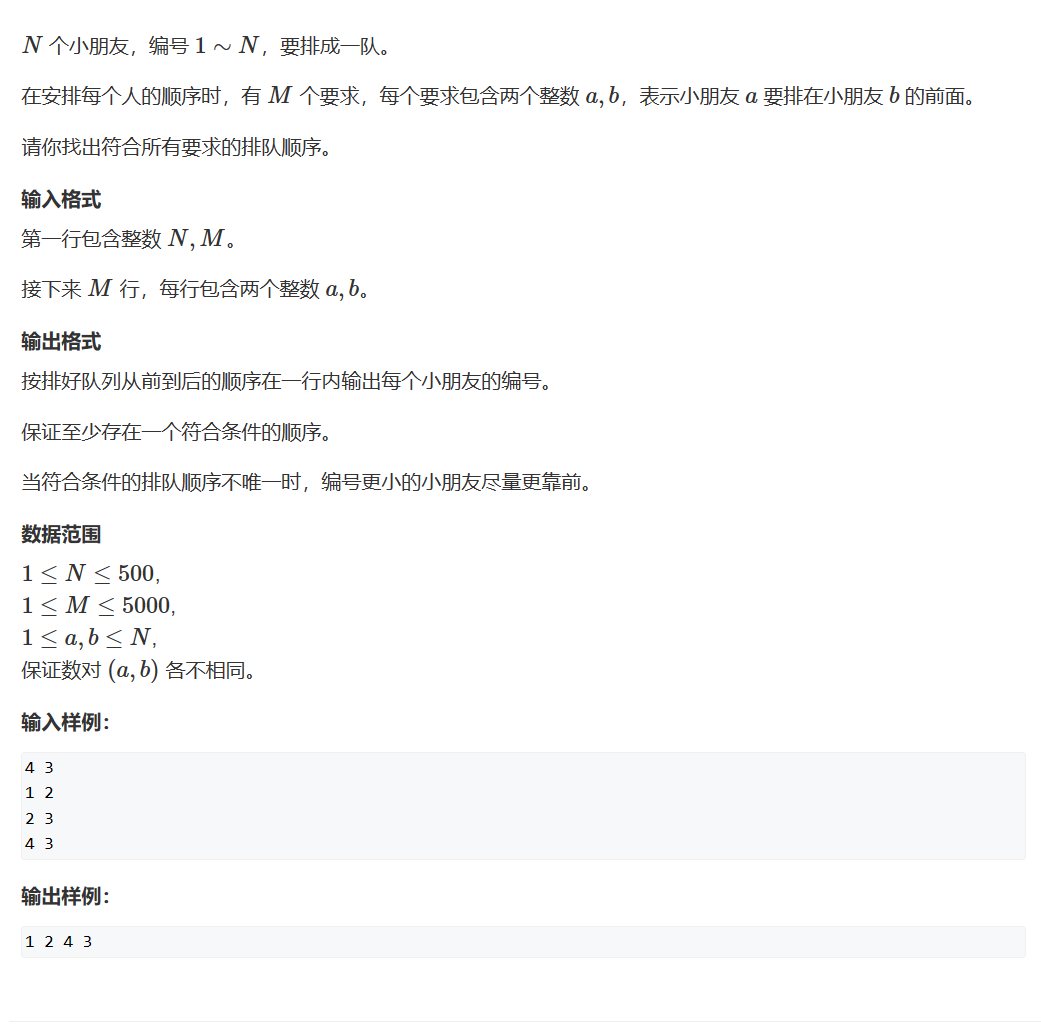 N 个小朋友，编号 1 ∼ N，要排成一队。
在安排每个人的顺序时，有 M 个要求，每个要求包含两个整数 a, b，表示小朋友 a 要排在小朋友 b 的前面。
请你找出符合所有要求的排队顺序。
输入格式
第一行包含整数 N, M。
接下来 M 行，每行包含两个整数 a, b。
输出格式
按排好队列从前到后的顺序在一行内输出每个小朋友的编号。
保证至少存在一个符合条件的顺序。
当符合条件的排队顺序不唯一时，编号更小的小朋友尽量更靠前。
数据范围
1 ≤ N ≤ 500,
1 ≤ M ≤ 5000,
1 ≤ a, b ≤ N,
保证数对 (a, b) 各不相同。
输入样例：
4 3
1 2
2 3
4 3
输出样例：
1 2 4 3